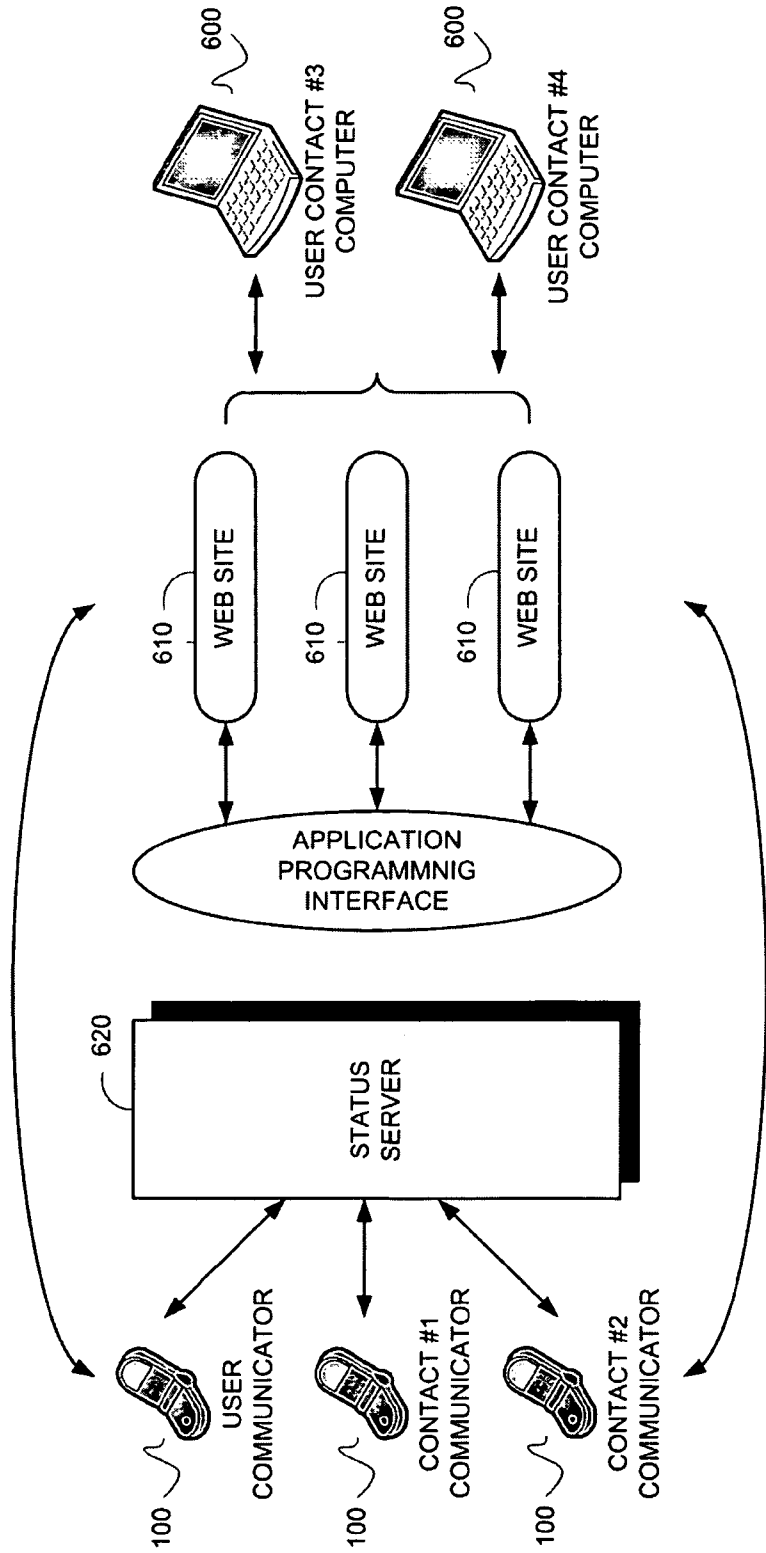 100
USER
COMMUNICATOR
100
CONTACT #1
COMMUNICATOR
100
CONTACT #2
COMMUNICATOR
620
STATUS
SERVER
APPLICATION
PROGRAMMNIG
INTERFACE
610
WEB SITE
610
WEB SITE
610
WEB SITE
600
USER CONTACT #3
COMPUTER
600
USER CONTACT #4
COMPUTER